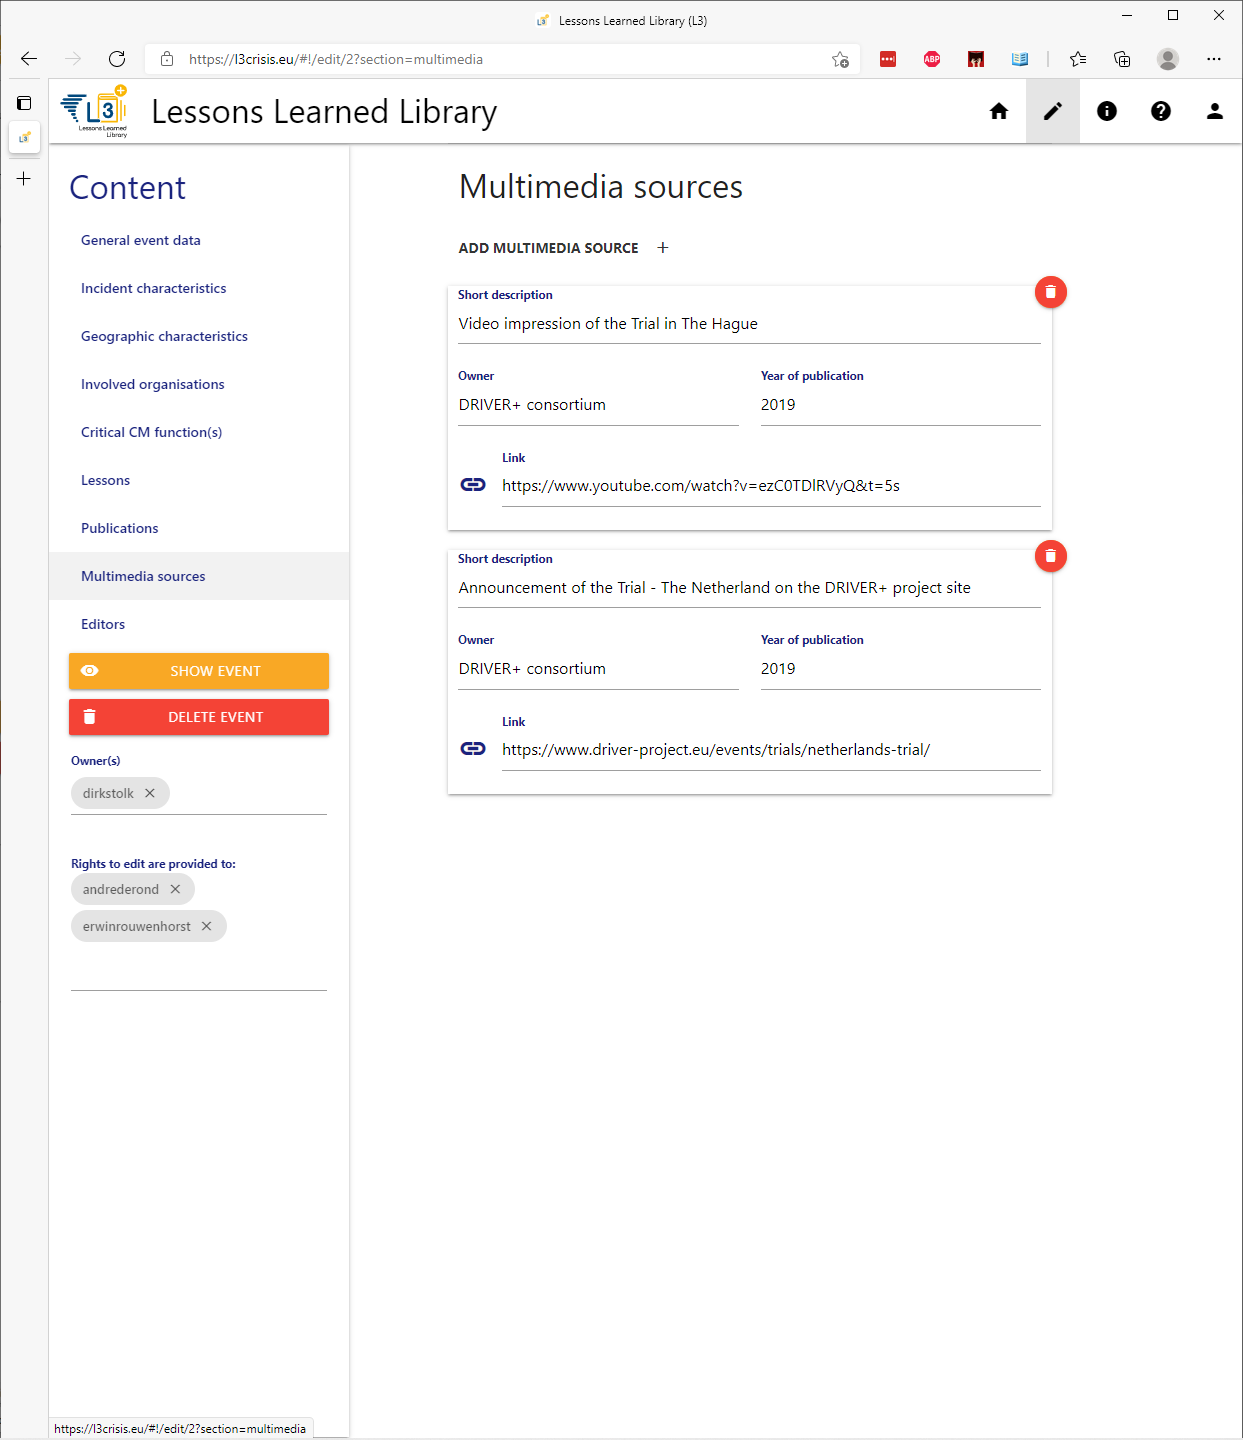 Lessons Learned Library (L3)
https://l3crisis.eu/#!/edit/2?section=multimedia
ABP
L3
Lessons Learned
Library
Lessons Learned Library
L3
Content
General event data
Incident characteristics
Geographic characteristics
Involved organisations
Critical CM function(s)
Lessons
Publications
Multimedia sources
Editors
SHOW EVENT
DELETE EVENT
Owner(s)
dirkstolk
Rights to edit are provided to:
andrederond
erwinrouwenhorst
Multimedia sources
ADD MULTIMEDIA SOURCE +
Short description
Video impression of the Trial in The Hague
Owner Year of publication
DRIVER+ consortium 2019
Link
https://www.youtube.com/watch?v=ezC0TDlRVyQ&t=5s
Short description
Announcement of the Trial - The Netherland on the DRIVER+ project site
Owner Year of publication
DRIVER+ consortium 2019
Link
https://www.driver-project.eu/events/trials/netherlands-trial/
https://l3crisis.eu/#!/edit/2?section=multimedia